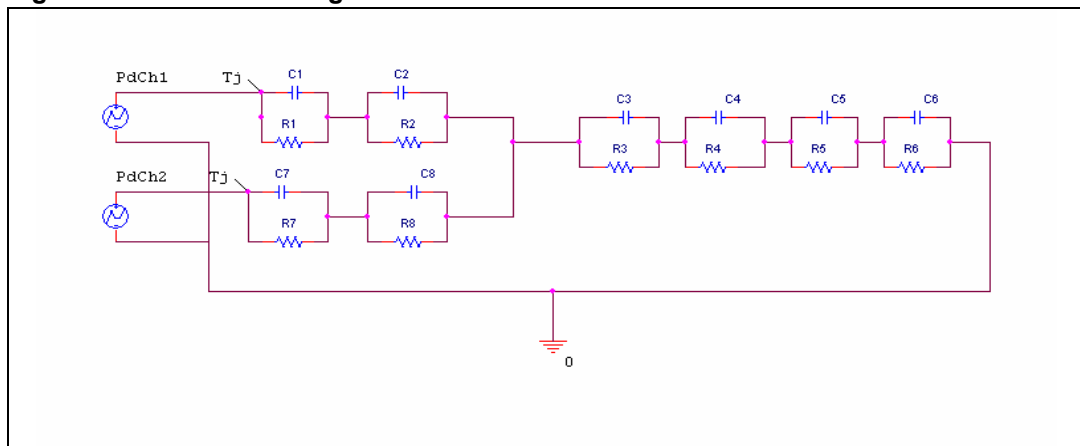 PdCh1 Tj C1 C2
C3 C4 C5 C6
R1 R2
R3 R4 R5 R6
PdCh2 Tj C7 C8
R7 R8
0